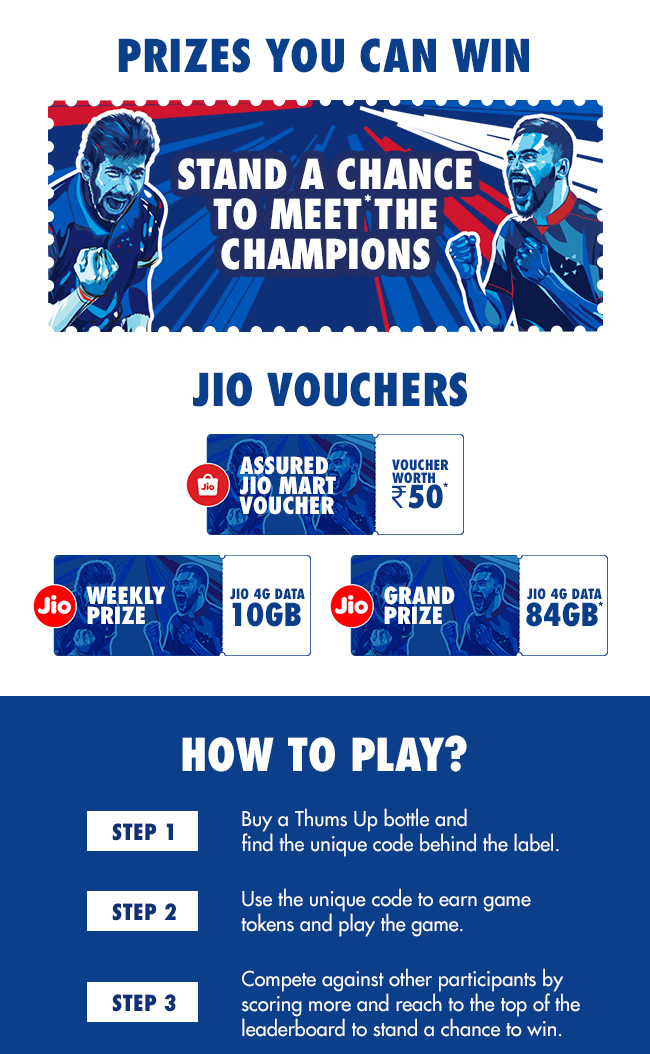 PRIZES YOU CAN WIN
STAND A CHANCE
TO MEET*THE
CHAMPIONS
JIO VOUCHERS
Jio
ASSURED
JIO MART
VOUCHER
VOUCHER
WORTH
₹50*
Jio
WEEKLY
PRIZE
JIO 4G DATA
10GB
Jio
GRAND
PRIZE
JIO 4G DATA
84GB*
HOW TO PLAY?
STEP 1
Buy a Thums Up bottle and
find the unique code behind the label.
STEP 2
Use the unique code to earn game
tokens and play the game.
STEP 3
Compete against other participants by
scoring more and reach to the top of the
leaderboard to stand a chance to win.